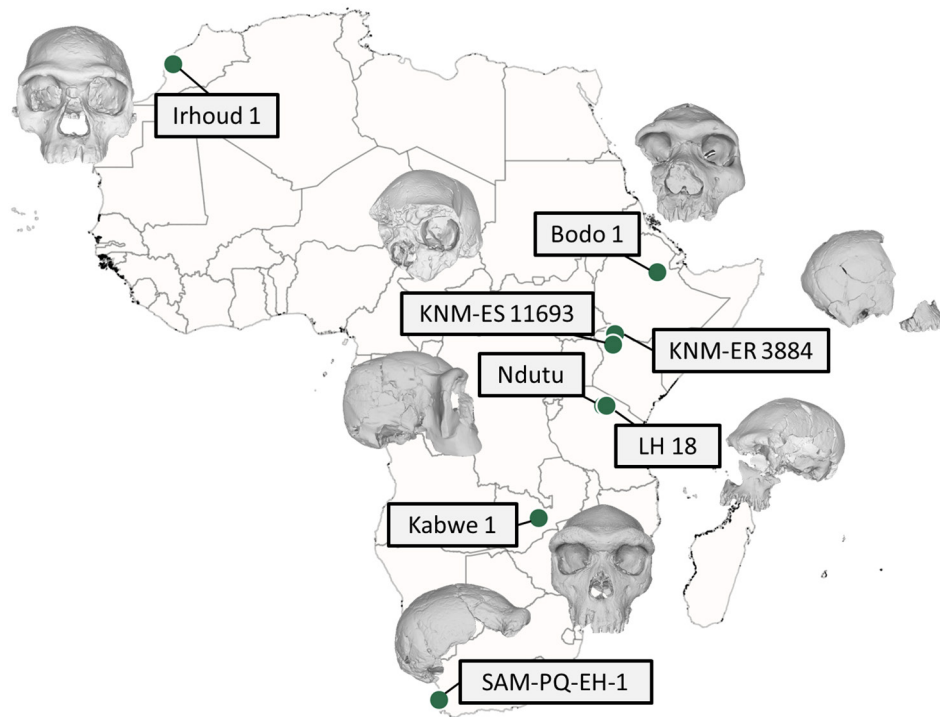 Irhoud 1
Bodo 1
KNM-ES 11693
KNM-ER 3884
Ndutu
LH 18
Kabwe 1
SAM-PQ-EH-1